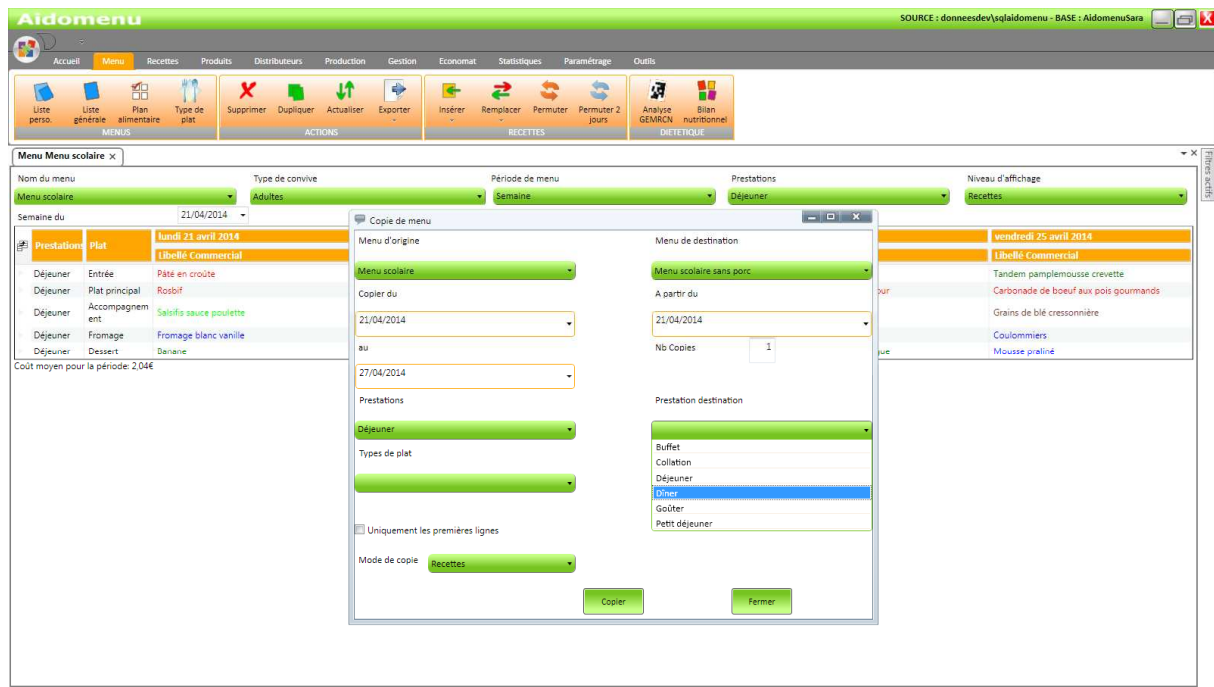 Aidomenu
SOURCE : donneesdev\sqlaidomenu - BASE : AidomenuSara
Accueil Menu Recettes Produits Distributeurs Production Gestion Economat Statistiques Paramétrage Outils
Liste perso. Liste générale Plan alimentaire Type de plat
MENUS
Supprimer Dupliquer Actualiser Exporter
ACTIONS
Insérer Remplacer Permuter Permuter 2 jours
RECETTES
Analyse GEMRCN Bilan nutritionnel
DIETETIQUE
Menu Menu scolaire
Filtres actifs
Nom du menu Type de convive Période de menu Prestations Niveau d'affichage
Menu scolaire Adultes Semaine Déjeuner Recettes
Semaine du 21/04/2014
Prestations Plat lundi 21 avril 2014 vendredi 25 avril 2014
Libellé Commercial Libellé Commercial
Déjeuner Entrée Pâté en croûte Tandem pamplemousse crevette
Déjeuner Plat principal Rosbif our Carbonade de boeuf aux pois gourmands
Déjeuner Accompagnement Salsifis sauce poulette Grains de blé cressonnière
Déjeuner Fromage Fromage blanc vanille Coulommiers
Déjeuner Dessert Banane que Mousse praliné
Coût moyen pour la période: 2,04€
Copie de menu
Menu d'origine Menu de destination
Menu scolaire Menu scolaire sans porc
Copier du A partir du
21/04/2014 21/04/2014
au Nb Copies 1
27/04/2014
Prestations Prestation destination
Déjeuner
Types de plat
Buffet
Collation
Déjeuner
Dîner
Goûter
Petit déjeuner
Uniquement les premières lignes
Mode de copie Recettes
Copier Fermer